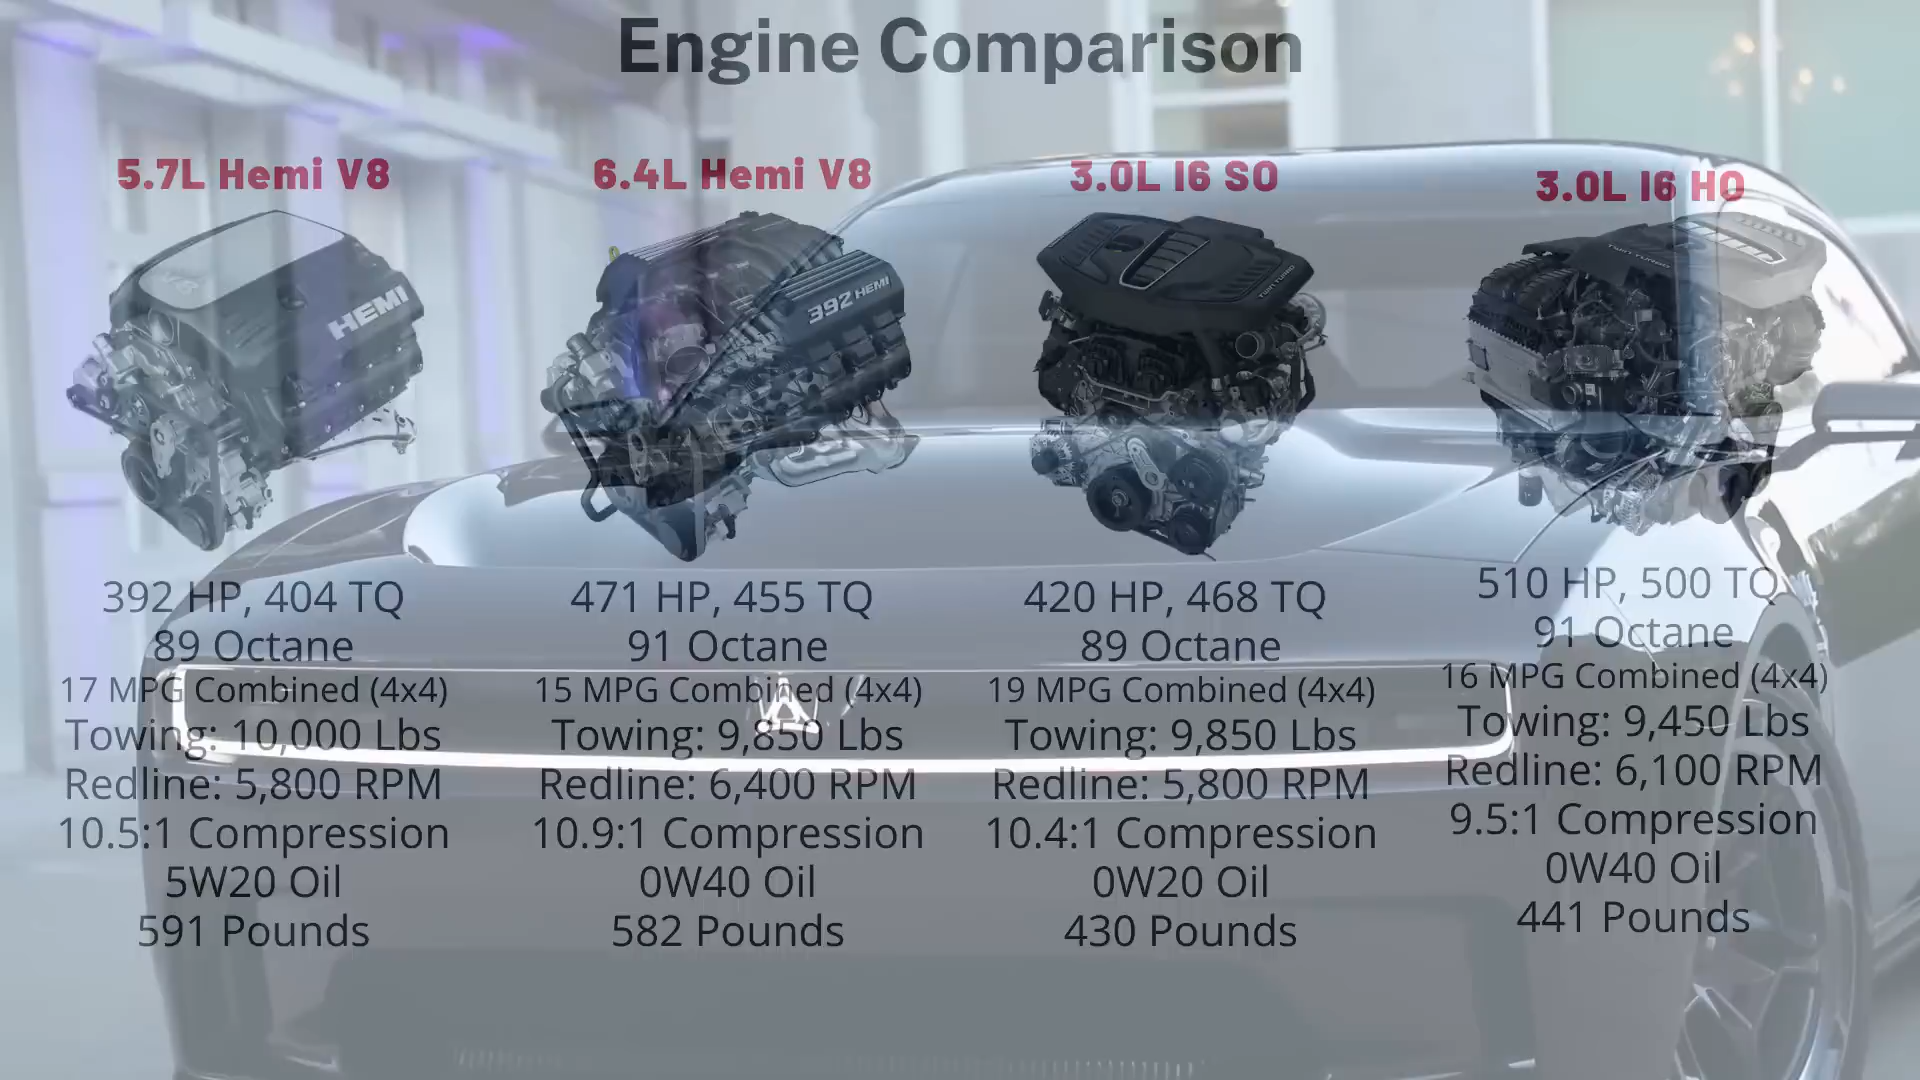 Engine Comparison
5.7L Hemi V8
HEMI
392 HP, 404 TQ
89 Octane
17 MPG Combined (4x4)
Towing: 10,000 Lbs
Redline: 5,800 RPM
10.5:1 Compression
5W20 Oil
591 Pounds
6.4L Hemi V8
392 HEMI
471 HP, 455 TQ
91 Octane
15 MPG Combined (4x4)
Towing: 9,850 Lbs
Redline: 6,400 RPM
10.9:1 Compression
0W40 Oil
582 Pounds
3.0L I6 SO
TWIN TURBO
420 HP, 468 TQ
89 Octane
19 MPG Combined (4x4)
Towing: 9,850 Lbs
Redline: 5,800 RPM
10.4:1 Compression
0W20 Oil
430 Pounds
3.0L I6 HO
TWIN TURBO
510 HP, 500 TQ
91 Octane
16 MPG Combined (4x4)
Towing: 9,450 Lbs
Redline: 6,100 RPM
9.5:1 Compression
0W40 Oil
441 Pounds